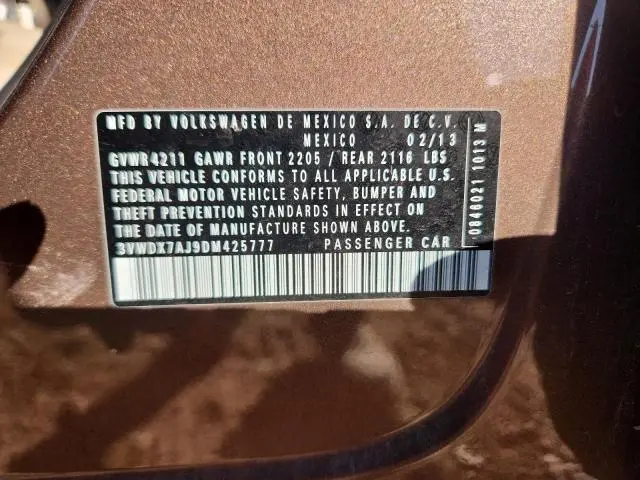 MFD BY VOLKSWAGEN DE MEXICO S.A. DE C.V.
MEXICO 02/13
GVWR4211 GAWR FRONT 2205 / REAR 2116 LBS
THIS VEHICLE CONFORMS TO ALL APPLICABLE U.S.
FEDERAL MOTOR VEHICLE SAFETY, BUMPER AND
THEFT PREVENTION STANDARDS IN EFFECT ON
THE DATE OF MANUFACTURE SHOWN ABOVE.
3VWDX7AJ9DM425777 PASSENGER CAR
0846021 1013 M